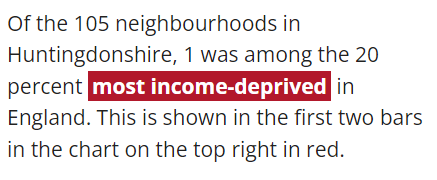 Of the 105 neighbourhoods in
Huntingdonshire, 1 was among the 20
percent most income-deprived in
England. This is shown in the first two bars
in the chart on the top right in red.